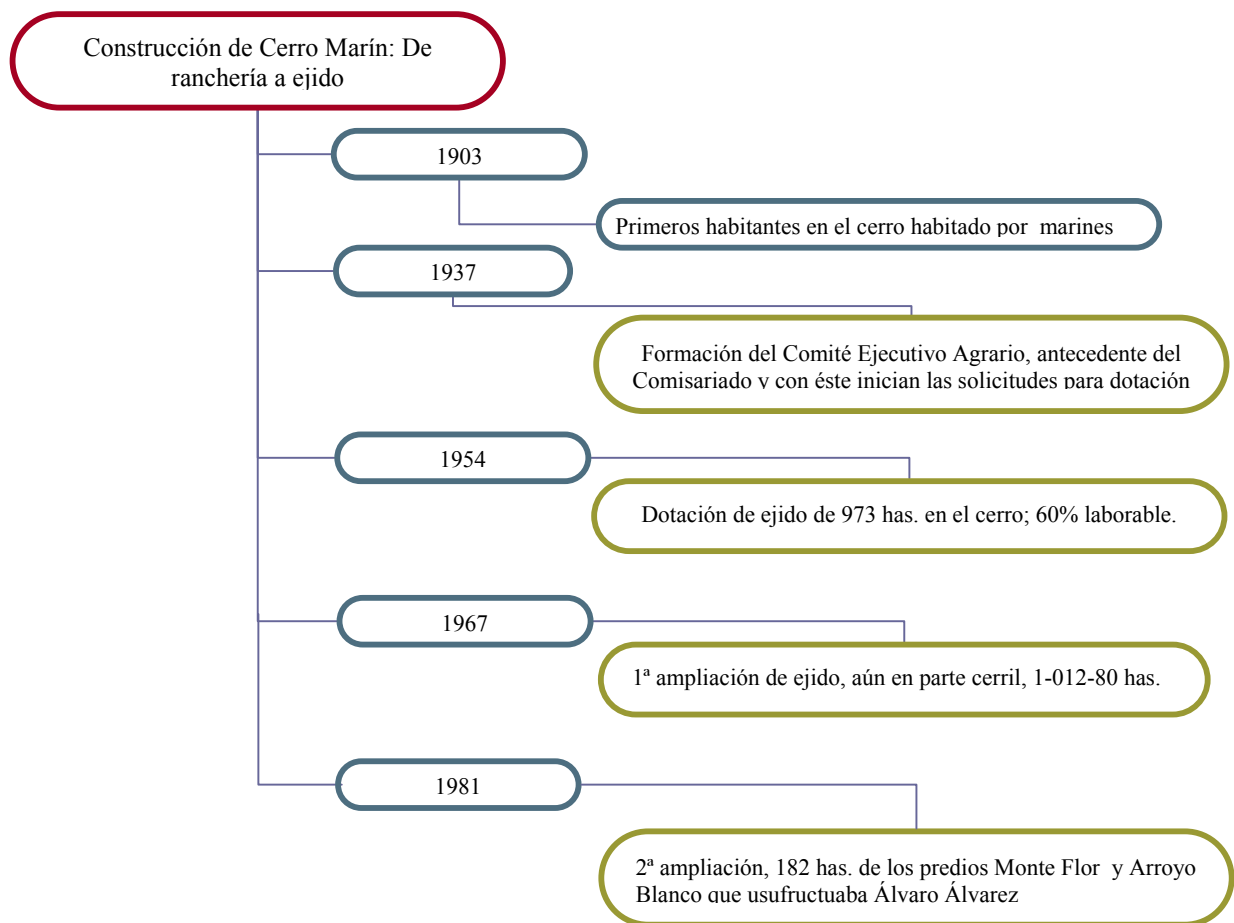 Construcción de Cerro Marín: De
ranchería a ejido
1903
Primeros habitantes en el cerro habitado por marines
1937
Formación del Comité Ejecutivo Agrario, antecedente del
Comisariado y con éste inician las solicitudes para dotación
1954
Dotación de ejido de 973 has. en el cerro; 60% laborable.
1967
1ª ampliación de ejido, aún en parte cerril, 1-012-80 has.
1981
2ª ampliación, 182 has. de los predios Monte Flor y Arroyo
Blanco que usufructuaba Álvaro Álvarez